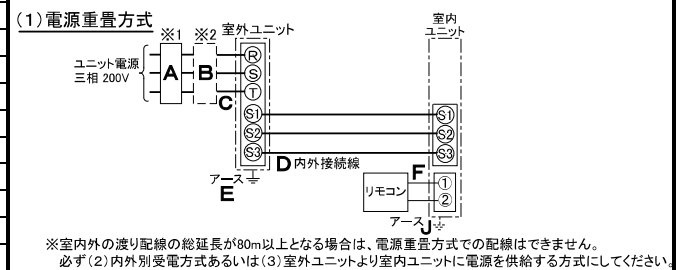 (1)電源重畳方式
※1 ※2 室外ユニット 室内ユニット
ユニット電源
三相 200V
A B C
R
S
T
S1 S1
S2 S2
S3 S3
D 内外接続線
アース
E
リモコン F ① ②
アース J
※室内外の渡り配線の総延長が80m以上となる場合は、電源重畳方式での配線はできません。
必ず(2)内外別受電方式あるいは(3)室外ユニットより室内ユニットに電源を供給する方式にしてください。